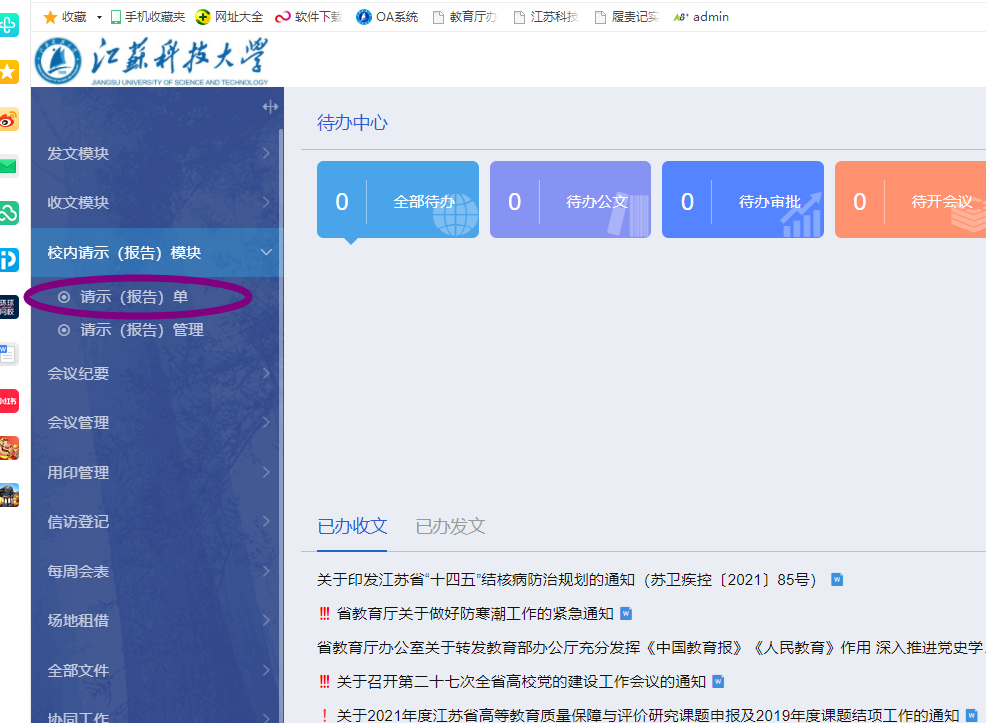 收藏 手机收藏夹 网址大全 软件下载 OA系统 教育厅办 江苏科技 履责记实 AB+ admin
江苏科技大学
JIANGSU UNIVERSITY OF SCIENCE AND TECHNOLOGY
待办中心
发文模块
收文模块
校内请示（报告）模块
请示（报告）单
请示（报告）管理
会议纪要
会议管理
用印管理
信访登记
每周会表
场地租借
全部文件
协同工作
0 全部待办
0 待办公文
0 待办审批
0 待开会议
已办收文 已办发文
关于印发江苏省“十四五”结核病防治规划的通知（苏卫疾控〔2021〕85号）
!!! 省教育厅关于做好防寒潮工作的紧急通知
省教育厅办公室关于转发教育部办公厅充分发挥《中国教育报》《人民教育》作用 深入推进党史学
!!! 关于召开第二十七次全省高校党的建设工作会议的通知
! 关于2021年度江苏省高等教育质量保障与评价研究课题申报及2019年度课题结项工作的通知